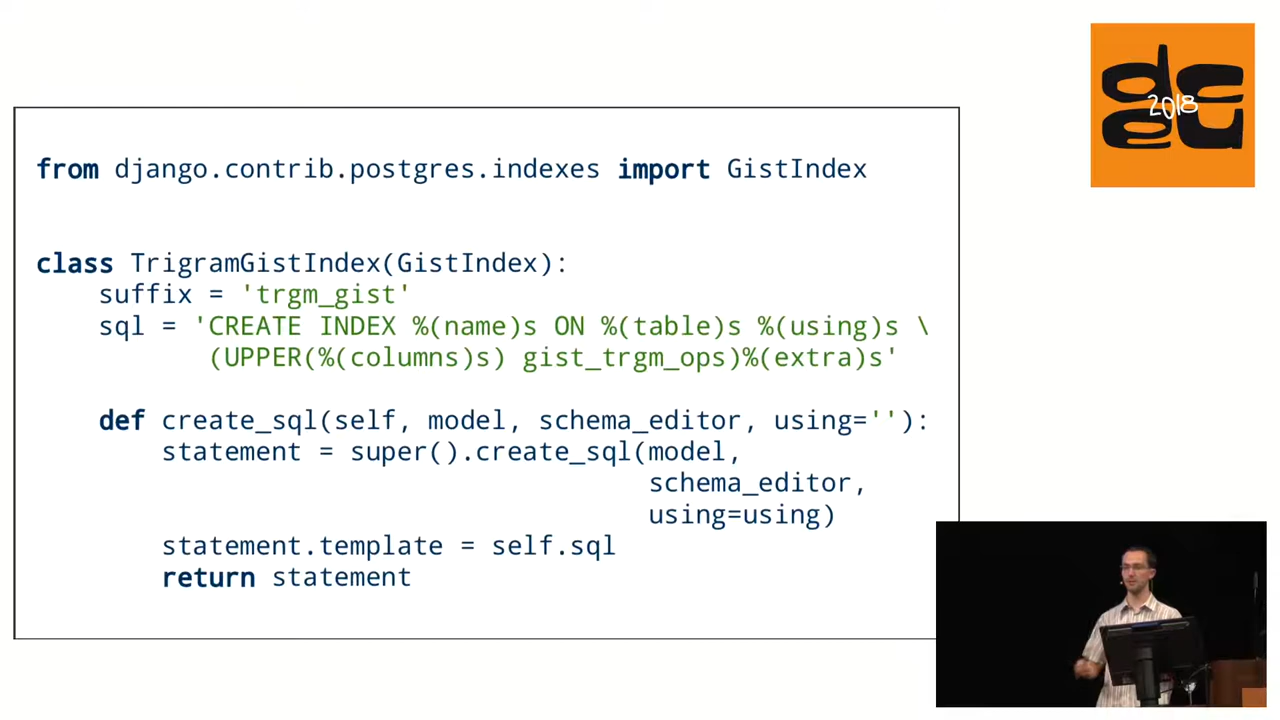 dc
2018
eu
from django.contrib.postgres.indexes import GistIndex
class TrigramGistIndex(GistIndex):
    suffix = 'trgm_gist'
    sql = 'CREATE INDEX %(name)s ON %(table)s %(using)s \
           (UPPER(%(columns)s) gist_trgm_ops)%(extra)s'
    def create_sql(self, model, schema_editor, using=''):
        statement = super().create_sql(model,
                                       schema_editor,
                                       using=using)
        statement.template = self.sql
        return statement